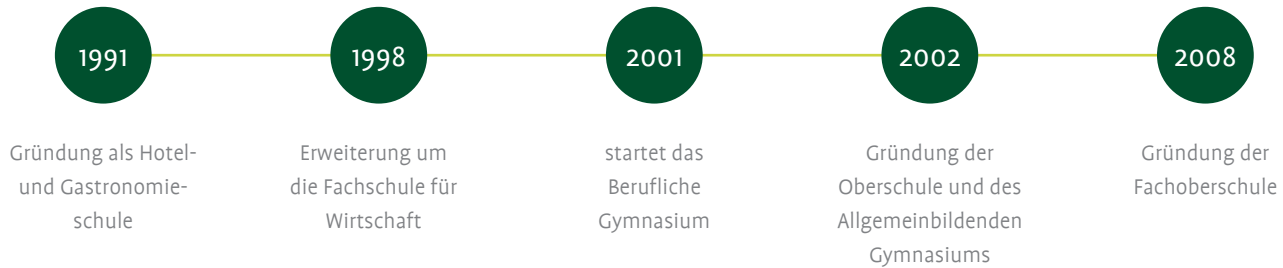 1991
Gründung als Hotel-
und Gastronomie-
schule
1998
Erweiterung um
die Fachschule für
Wirtschaft
2001
startet das
Berufliche
Gymnasium
2002
Gründung der
Oberschule und des
Allgemeinbildenden
Gymnasiums
2008
Gründung der
Fachoberschule